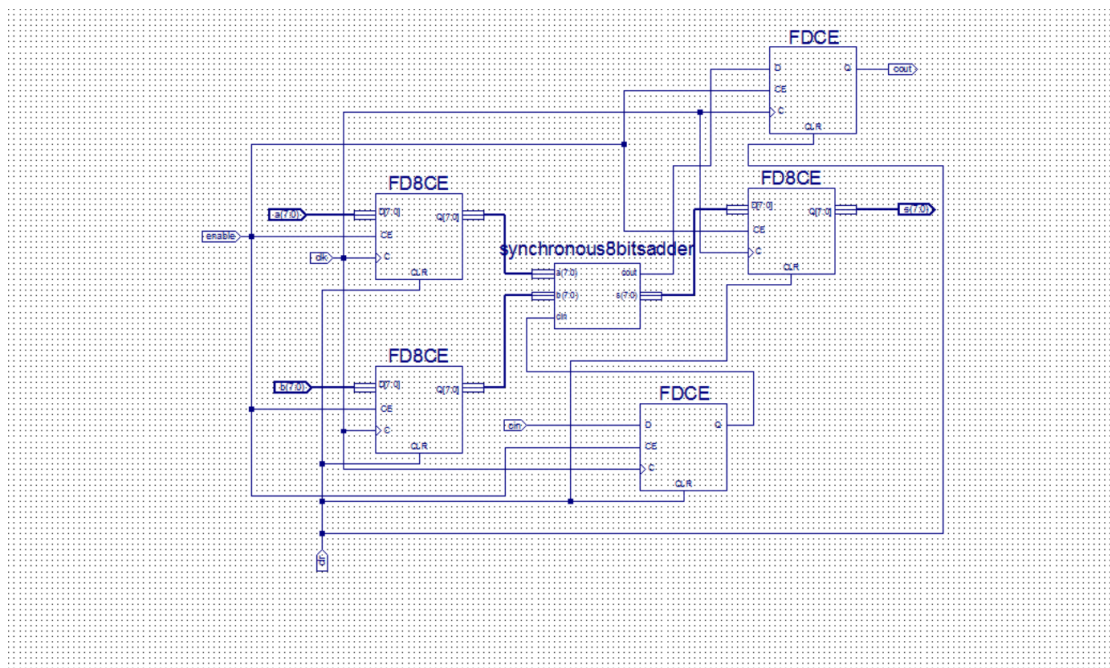 FDCE
D
Q
cout
CE
C
CLR
FD8CE
a(7:0)
D[7:0]
Q[7:0]
enable
CE
clk
C
CLR
FD8CE
D[7:0]
Q[7:0]
s(7:0)
CE
C
CLR
synchronous8bitsadder
a(7:0)
cout
b(7:0)
s(7:0)
cin
FD8CE
b(7:0)
D[7:0]
Q[7:0]
CE
C
CLR
FDCE
cin
D
Q
CE
C
CLR
clr